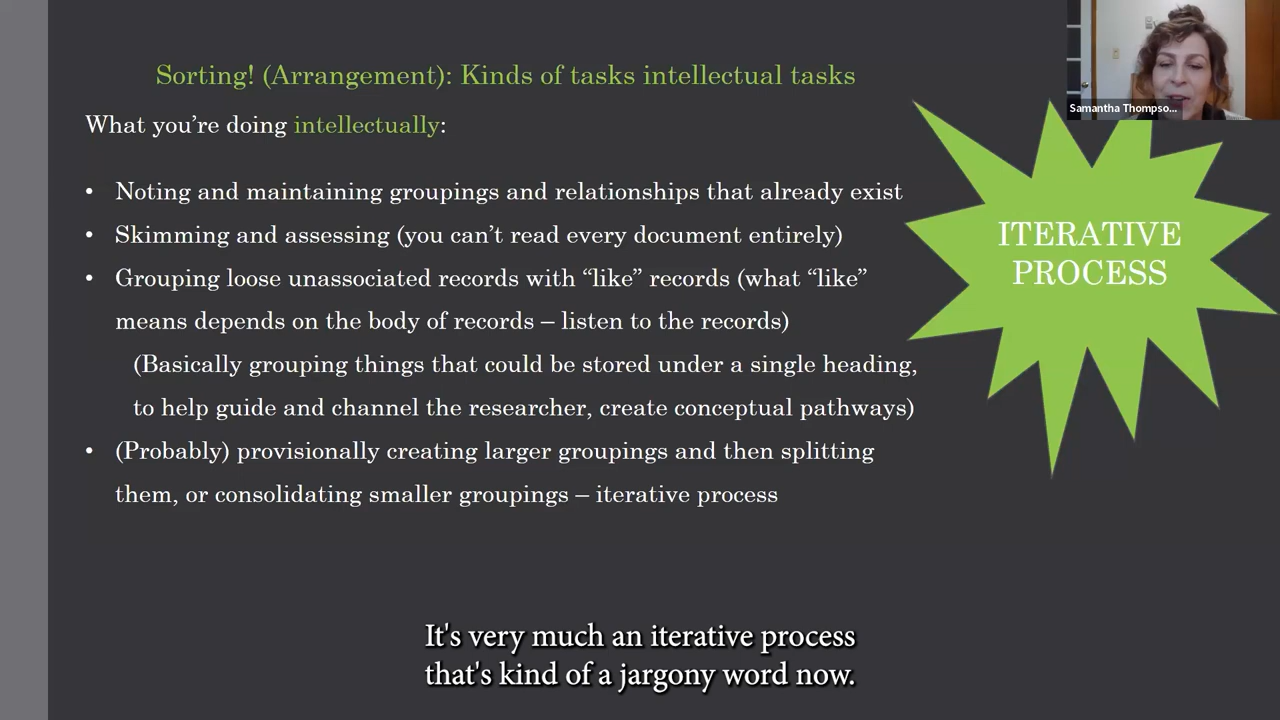 Sorting! (Arrangement): Kinds of tasks intellectual tasks
Samantha Thompso...
What you’re doing intellectually:
• Noting and maintaining groupings and relationships that already exist
• Skimming and assessing (you can’t read every document entirely)
• Grouping loose unassociated records with “like” records (what “like”
means depends on the body of records – listen to the records)
(Basically grouping things that could be stored under a single heading,
to help guide and channel the researcher, create conceptual pathways)
• (Probably) provisionally creating larger groupings and then splitting
them, or consolidating smaller groupings – iterative process
ITERATIVE
PROCESS
It's very much an iterative process
that's kind of a jargony word now.